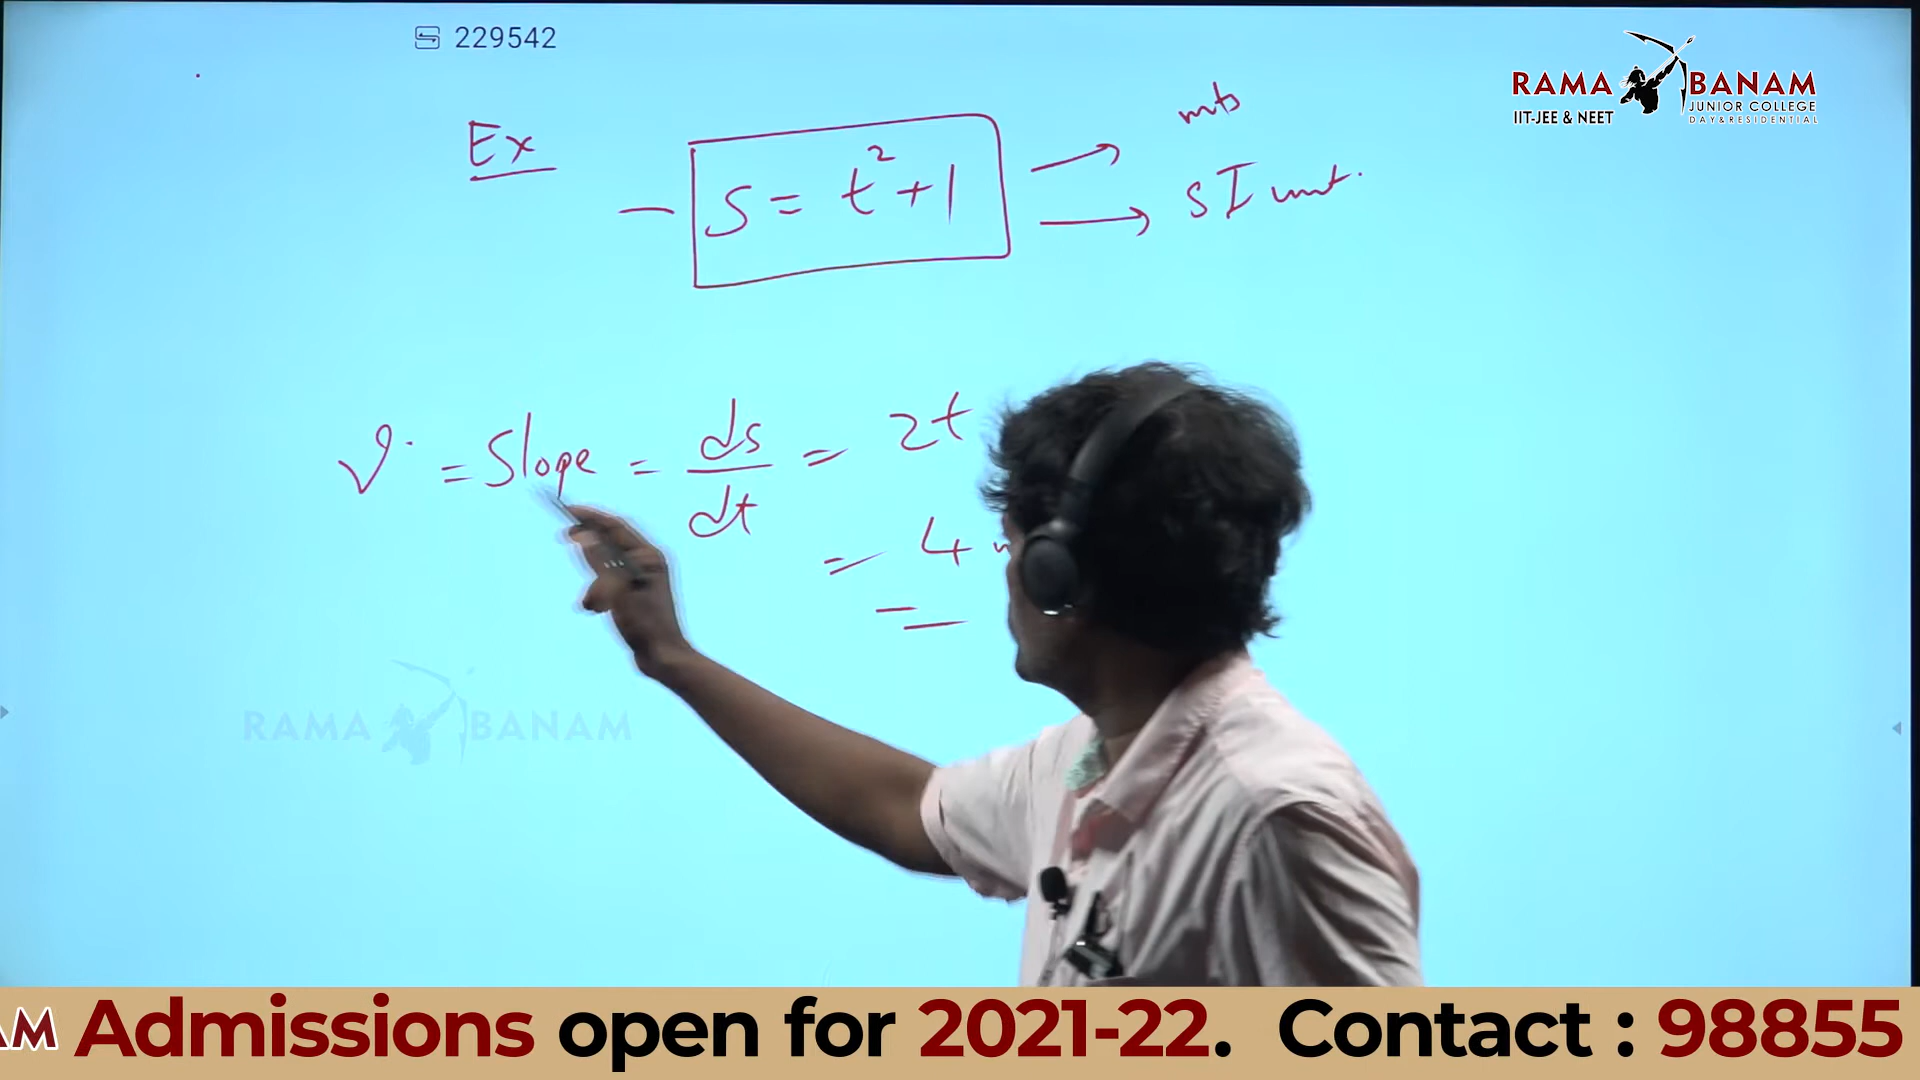 229542
RAMA BANAM
IIT-JEE & NEET
JUNIOR COLLEGE
DAY & RESIDENTIAL
Ex
mts
— S = t² + 1
SI unit.
v = Slope = ds/dt = 2t
= 4
RAMA BANAM
AM Admissions open for 2021-22. Contact : 98855